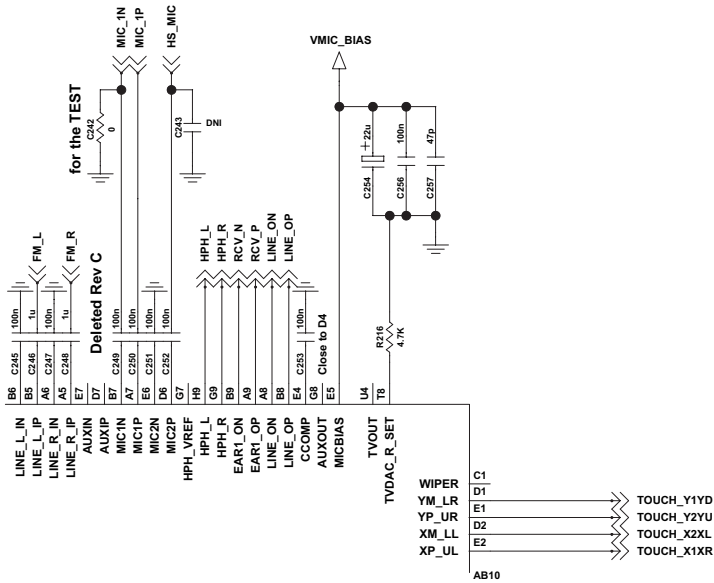 MIC_1N
MIC_1P
HS_MIC
VMIC_BIAS
for the TEST
C242
0
C243
DNI
+
22u
C254
100n
C256
47p
C257
FM_L
FM_R
Deleted Rev C
HPH_L
HPH_R
RCV_N
RCV_P
LINE_ON
LINE_OP
100n
C245
1u
C246
100n
C247
1u
C248
100n
C249
100n
C250
100n
C251
100n
C252
100n
C253
Close to D4
R216
4.7K
B6
B5
A6
A5
E7
D7
B7
A7
E6
D6
G7
H9
G9
B9
A9
A8
B8
E4
G8
E5
U4
T8
LINE_L_IN
LINE_L_IP
LINE_R_IN
LINE_R_IP
AUXIN
AUXIP
MIC1N
MIC1P
MIC2N
MIC2P
HPH_VREF
HPH_L
HPH_R
EAR1_ON
EAR1_OP
LINE_ON
LINE_OP
CCOMP
AUXOUT
MICBIAS
TVOUT
TVDAC_R_SET
WIPER C1
YM_LR D1 TOUCH_Y1YD
YP_UR E1 TOUCH_Y2YU
XM_LL D2 TOUCH_X2XL
XP_UL E2 TOUCH_X1XR
AB10